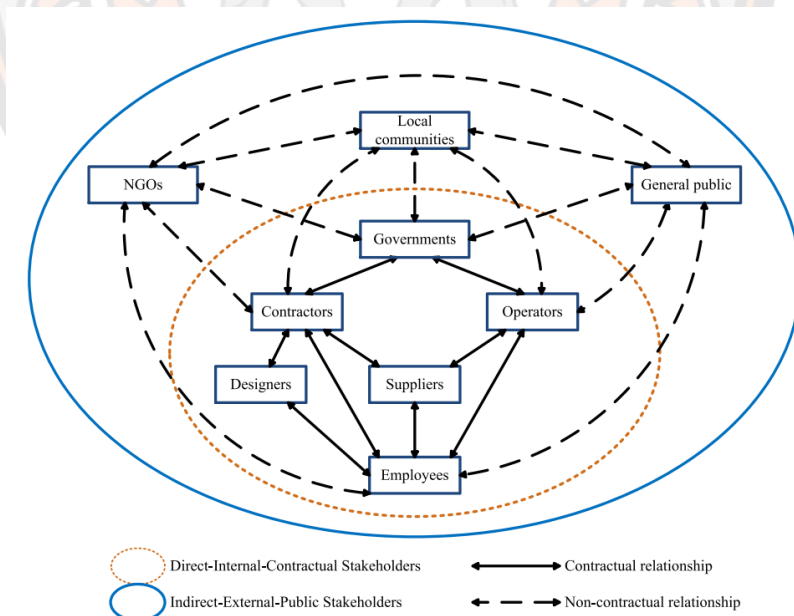 Local
communities
NGOs
General public
Governments
Contractors
Operators
Designers
Suppliers
Employees
Direct-Internal-Contractual Stakeholders
Contractual relationship
Indirect-External-Public Stakeholders
Non-contractual relationship